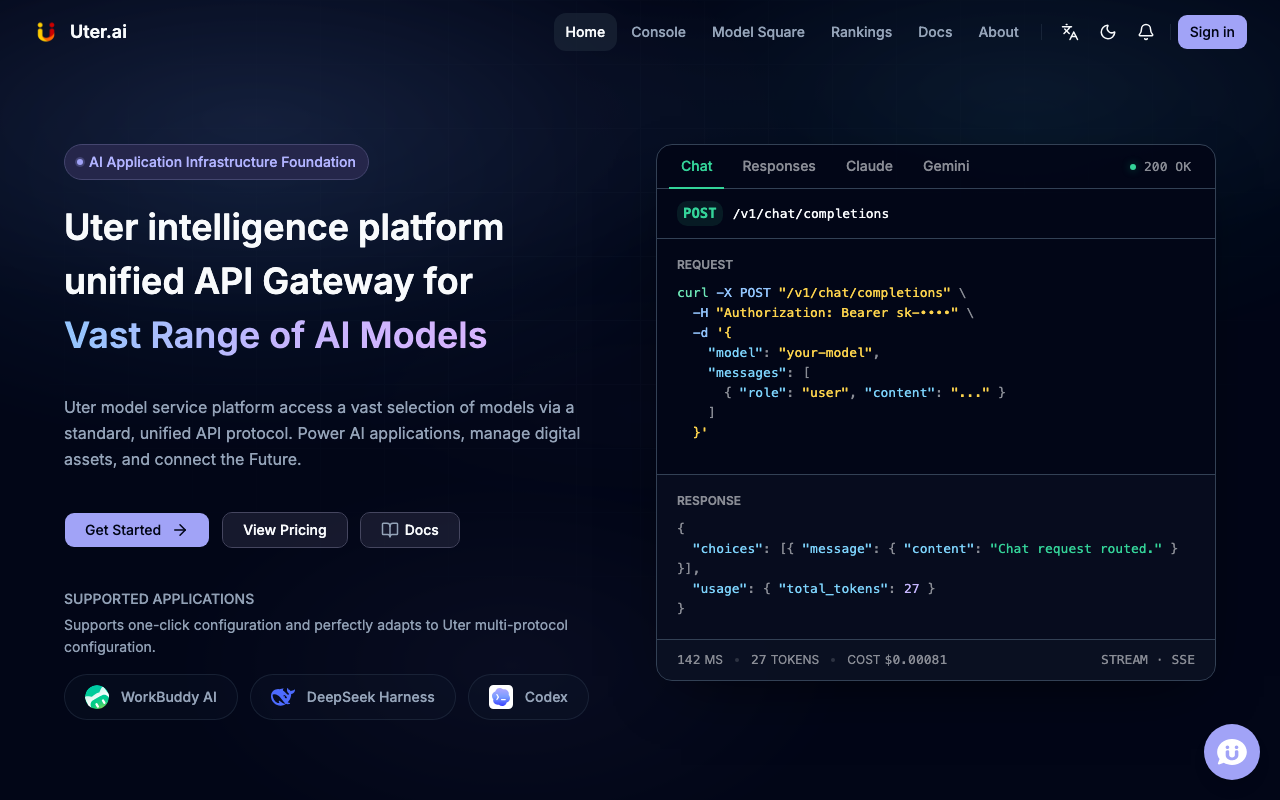 Uter.ai
Home
Console
Model Square
Rankings
Docs
About
Sign in
AI Application Infrastructure Foundation
Uter intelligence platform
unified API Gateway for
Vast Range of AI Models
Uter model service platform access a vast selection of models via a
standard, unified API protocol. Power AI applications, manage digital
assets, and connect the Future.
Get Started
View Pricing
Docs
SUPPORTED APPLICATIONS
Supports one-click configuration and perfectly adapts to Uter multi-protocol
configuration.
WorkBuddy AI
DeepSeek Harness
Codex
Chat
Responses
Claude
Gemini
200 OK
POST /v1/chat/completions
REQUEST
curl -X POST "/v1/chat/completions" \
  -H "Authorization: Bearer sk-••••" \
  -d '{
    "model": "your-model",
    "messages": [
      { "role": "user", "content": "..." }
    ]
  }'
RESPONSE
{
  "choices": [{ "message": { "content": "Chat request routed." }
}],
  "usage": { "total_tokens": 27 }
}
142 MS • 27 TOKENS • COST $0.00081
STREAM · SSE